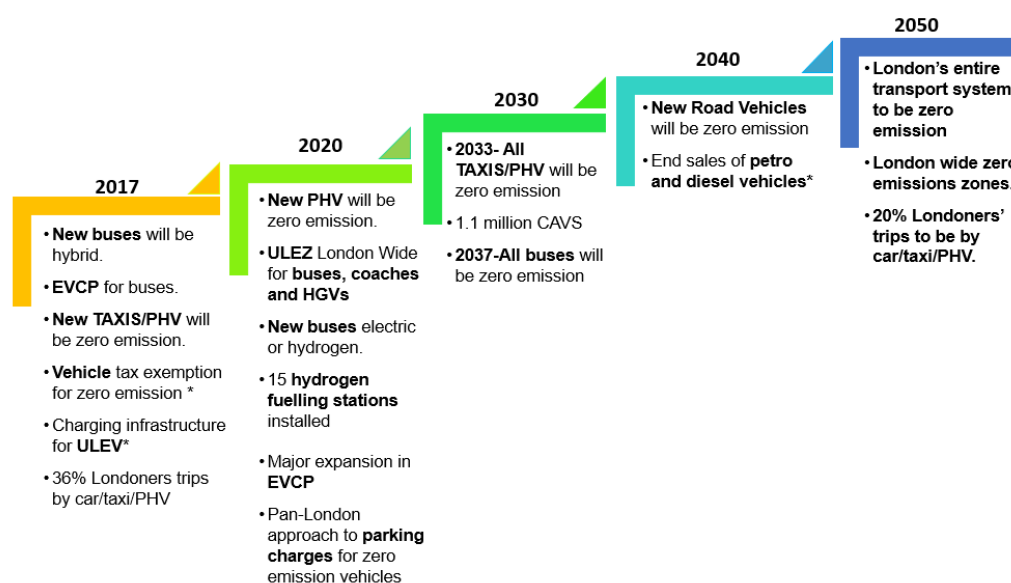 2017
• New buses will be
hybrid.
• EVCP for buses.
• New TAXIS/PHV will
be zero emission.
• Vehicle tax exemption
for zero emission *
• Charging infrastructure
for ULEV*
• 36% Londoners trips
by car/taxi/PHV
2020
• New PHV will be
zero emission.
• ULEZ London Wide
for buses, coaches
and HGVs
• New buses electric
or hydrogen.
• 15 hydrogen
fuelling stations
installed
• Major expansion in
EVCP
• Pan-London
approach to parking
charges for zero
emission vehicles
2030
• 2033- All
TAXIS/PHV will be
zero emission
• 1.1 million CAVS
• 2037-All buses will
be zero emission
2040
• New Road Vehicles
will be zero emission
• End sales of petro
and diesel vehicles*
2050
• London's entire
transport system
to be zero
emission
• London wide zero
emissions zones.
• 20% Londoners'
trips to be by
car/taxi/PHV.